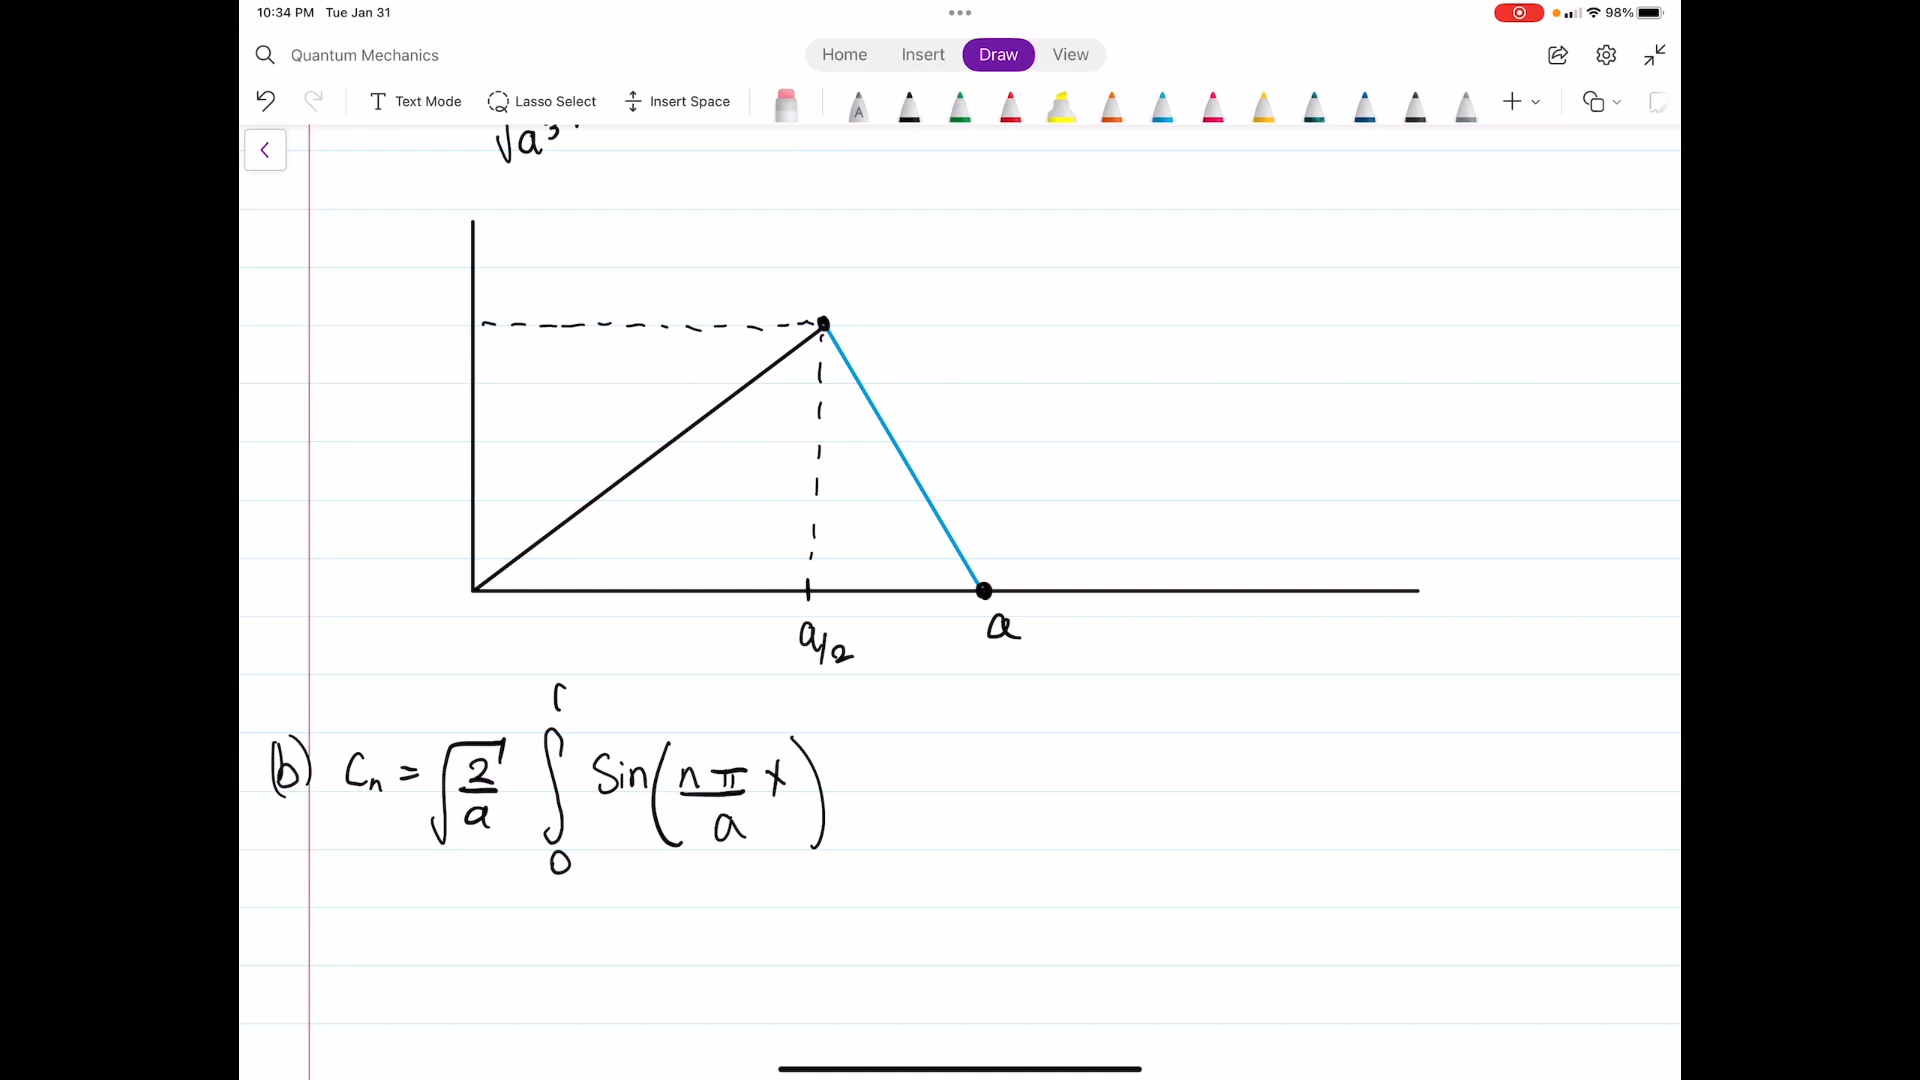 10:34 PM Tue Jan 31
98%
Quantum Mechanics
Home Insert Draw View
Text Mode Lasso Select Insert Space
A
√a³
a/2
a
(b) Cₙ = √(2/a) ∫₀ Sin(nπ/a x)